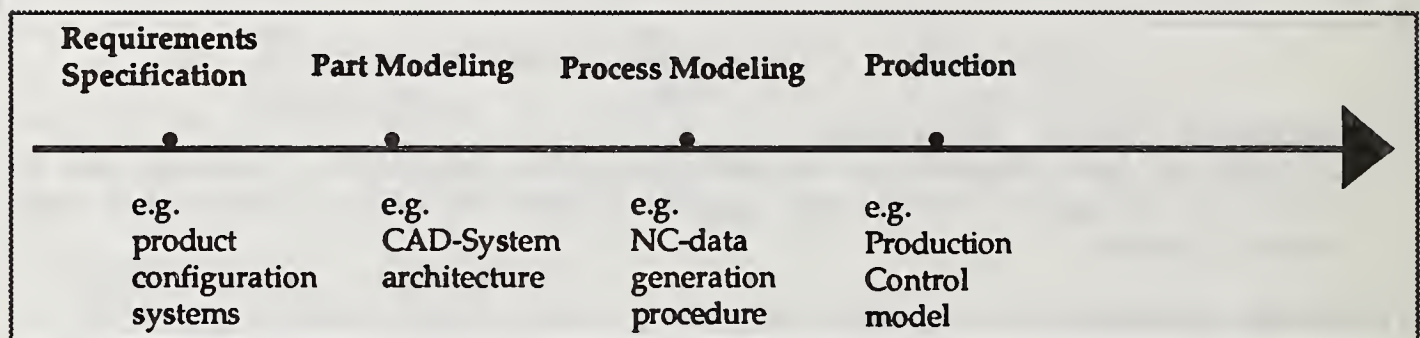 Requirements
Specification
Part Modeling
Process Modeling
Production
e.g.
product
configuration
systems
e.g.
CAD-System
architecture
e.g.
NC-data
generation
procedure
e.g.
Production
Control
model